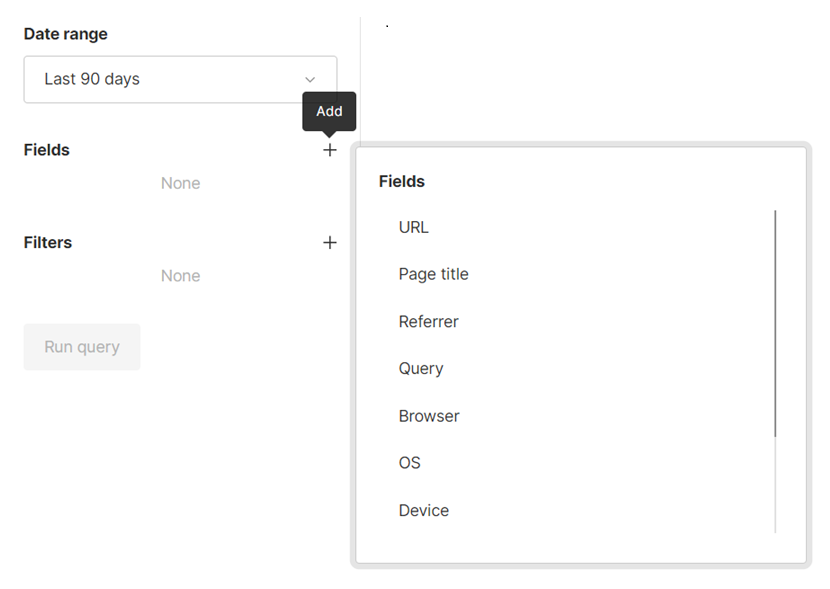 Date range
Last 90 days
Add
Fields
None
Filters
None
Run query
Fields
URL
Page title
Referrer
Query
Browser
OS
Device